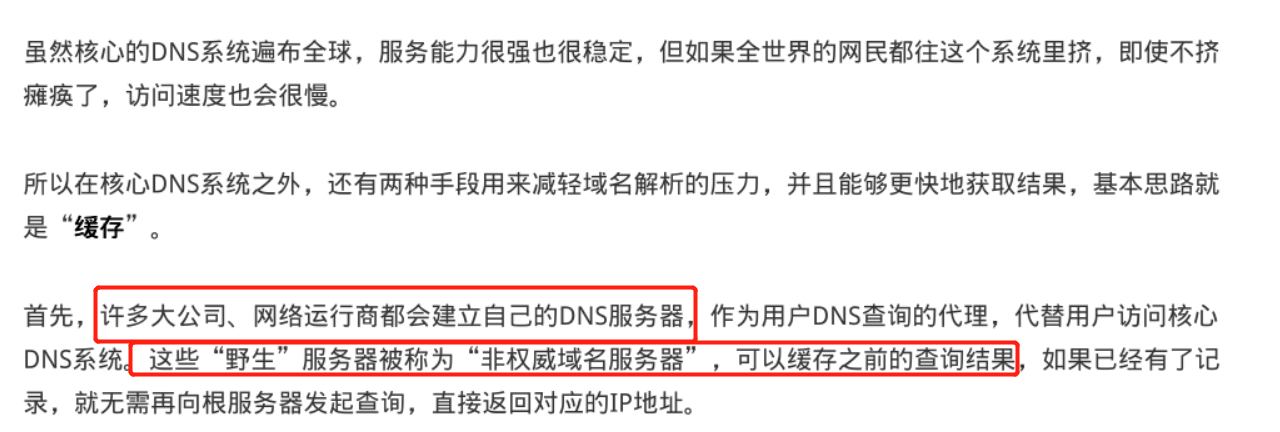 虽然核心的DNS系统遍布全球，服务能力很强也很稳定，但如果全世界的网民都往这个系统里挤，即使不挤
瘫痪了，访问速度也会很慢。
所以在核心DNS系统之外，还有两种手段用来减轻域名解析的压力，并且能够更快地获取结果，基本思路就
是“缓存”。
首先，许多大公司、网络运行商都会建立自己的DNS服务器，作为用户DNS查询的代理，代替用户访问核心
DNS系统。这些“野生”服务器被称为“非权威域名服务器”，可以缓存之前的查询结果，如果已经有了记
录，就无需再向根服务器发起查询，直接返回对应的IP地址。